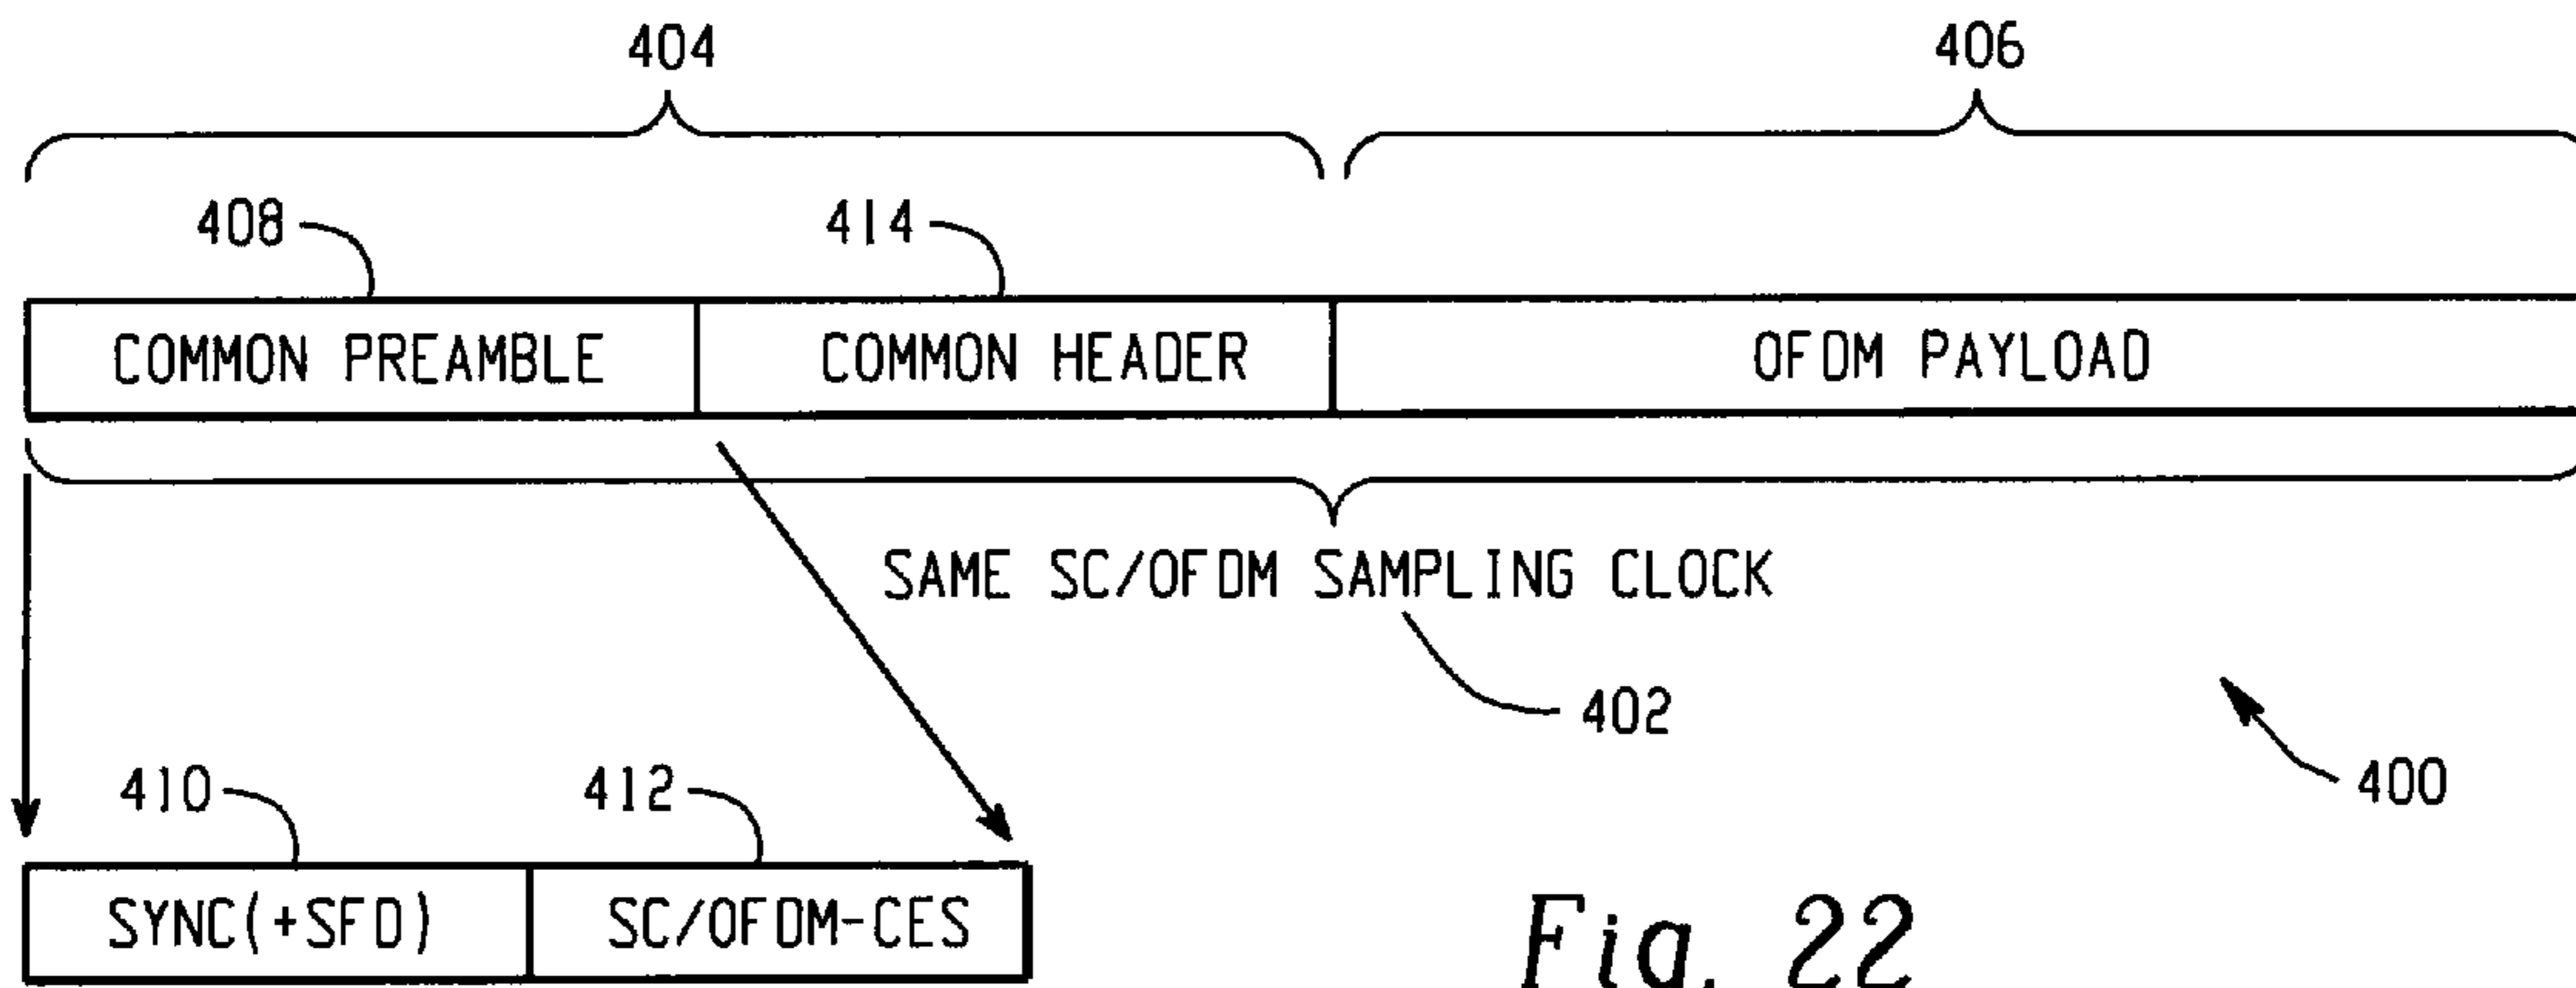 404
406
408
414
COMMON PREAMBLE
COMMON HEADER
OFDM PAYLOAD
SAME SC/OFDM SAMPLING CLOCK
402
400
410
412
SYNC(+SFD)
SC/OFDM-CES
Fig. 22